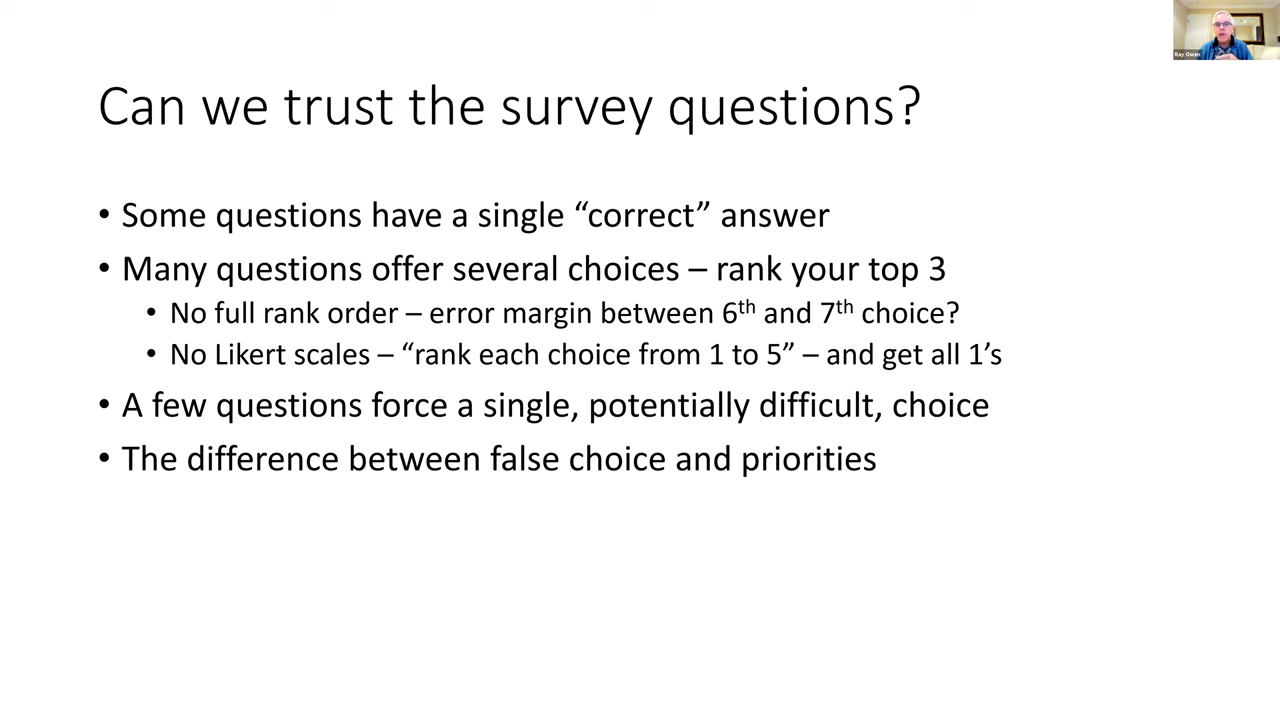 Ray Owen
Can we trust the survey questions?
• Some questions have a single “correct” answer
• Many questions offer several choices – rank your top 3
• No full rank order – error margin between 6th and 7th choice?
• No Likert scales – “rank each choice from 1 to 5” – and get all 1’s
• A few questions force a single, potentially difficult, choice
• The difference between false choice and priorities